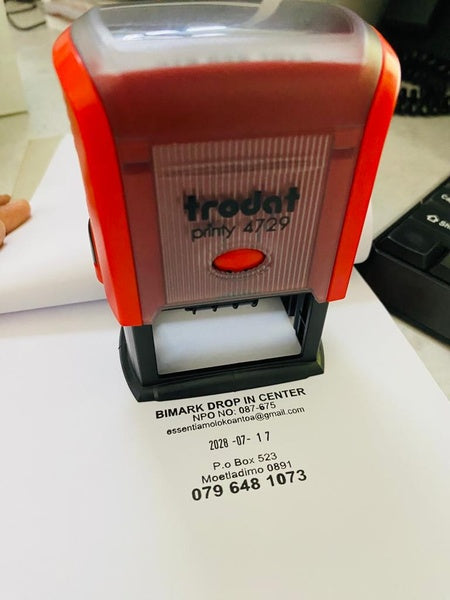 trodat
printy 4729
BIMARK DROP IN CENTER
NPO NO: 087-675
essentiamolokoantoa@gmail.com
2028 -07- 17
P.o Box 523
Moetladimo 0891
079 648 1073